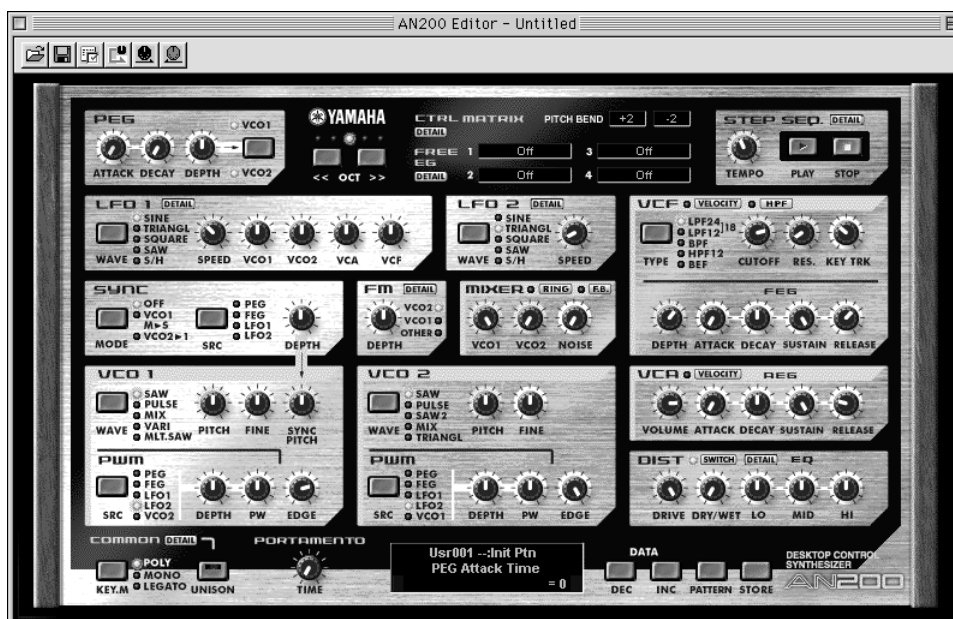 AN200 Editor - Untitled
PEG
VCO1
VCO2
ATTACK DECAY DEPTH
YAMAHA
<< OCT >>
CTRL MATRIX
DETAIL
PITCH BEND +2 -2
FREE EG
DETAIL
1 Off
3 Off
2 Off
4 Off
STEP SEQ. DETAIL
TEMPO PLAY STOP
LFO 1 DETAIL
SINE
TRIANGL
SQUARE
SAW
S/H
WAVE SPEED VCO1 VCO2 VCA VCF
LFO 2 DETAIL
SINE
TRIANGL
SQUARE
SAW
S/H
WAVE SPEED
VCF VELOCITY HPF
LPF24
LPF12 ]18
BPF
HPF12
BEF
TYPE CUTOFF RES. KEY TRK
FEG
DEPTH ATTACK DECAY SUSTAIN RELEASE
SYNC
OFF
VCO1
M▸S
VCO2▸1
MODE
PEG
FEG
LFO1
LFO2
SRC DEPTH
FM DETAIL
VCO2
VCO1
OTHER
DEPTH
MIXER RING F.B.
VCO1 VCO2 NOISE
VCO 1
SAW
PULSE
MIX
VARI
MLT.SAW
WAVE PITCH FINE SYNC PITCH
PWM
PEG
FEG
LFO1
LFO2
VCO2
SRC DEPTH PW EDGE
VCO 2
SAW
PULSE
SAW2
MIX
TRIANGL
WAVE PITCH FINE
PWM
PEG
FEG
LFO1
LFO2
VCO1
SRC DEPTH PW EDGE
VCA VELOCITY AEG
VOLUME ATTACK DECAY SUSTAIN RELEASE
DIST SWITCH DETAIL EQ
DRIVE DRY/WET LO MID HI
COMMON DETAIL
POLY
MONO
LEGATO
KEY.M UNISON
PORTAMENTO
TIME
Usr001 --:Init Ptn
PEG Attack Time
= 0
DATA
DEC INC PATTERN STORE
DESKTOP CONTROL
SYNTHESIZER
AN200